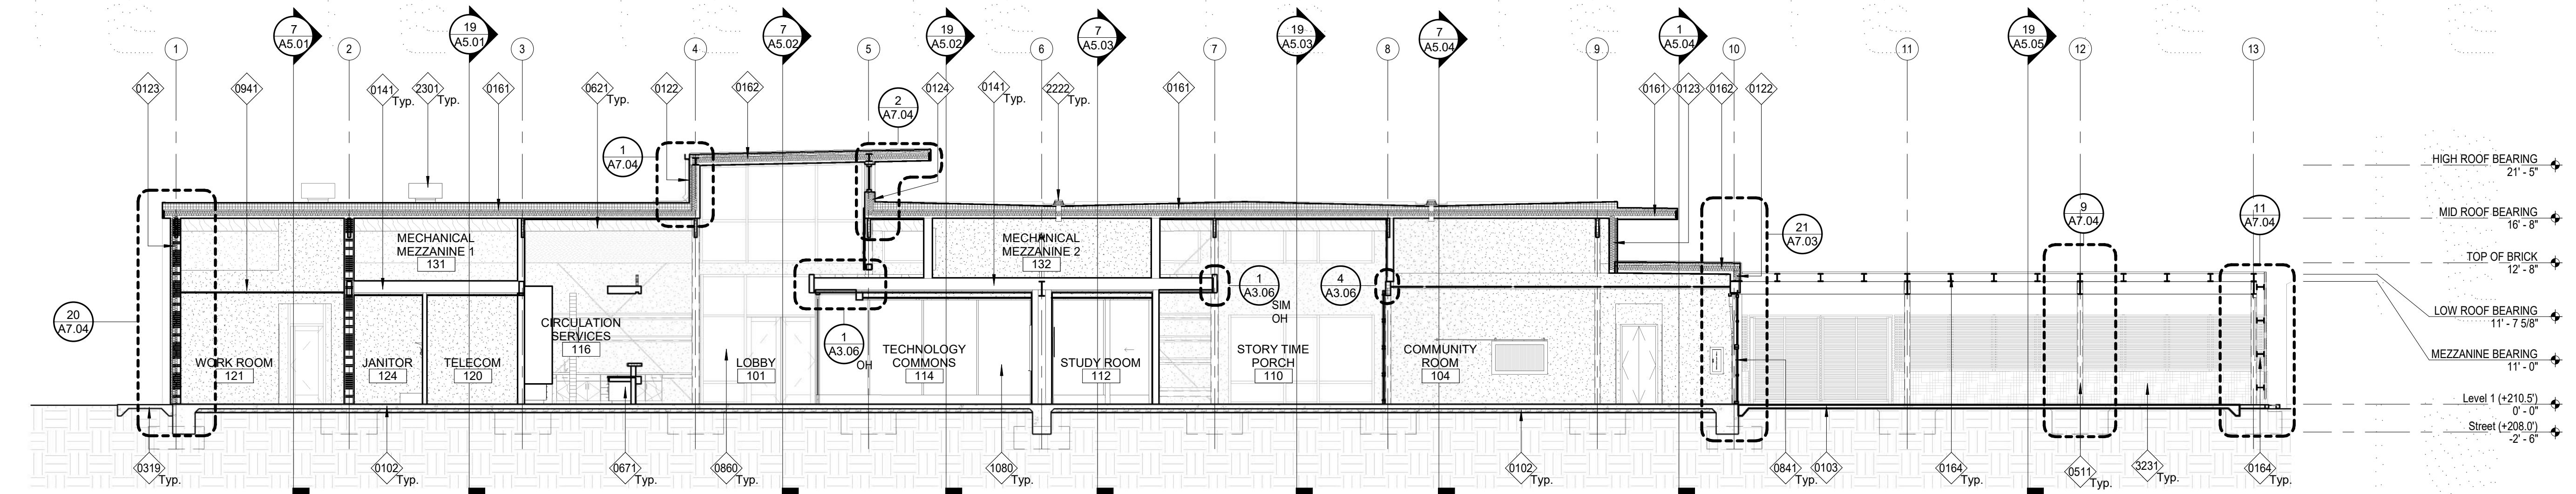 7
A5.01
19
A5.01
7
A5.02
19
A5.02
7
A5.03
19
A5.03
7
A5.04
1
A5.04
19
A5.05
1
2
3
4
5
6
7
8
9
10
11
12
13
0123
0941
0141
Typ.
2301
Typ.
0161
0621
Typ.
0122
0162
2
A7.04
0124
0141
Typ.
2222
Typ.
0161
0161
0123
0162
0122
1
A7.04
HIGH ROOF BEARING
21' - 5"
9
A7.04
11
A7.04
MID ROOF BEARING
16' - 8"
21
A7.03
MECHANICAL
MEZZANINE 1
131
MECHANICAL
MEZZANINE 2
132
TOP OF BRICK
12' - 8"
1
A3.06
SIM
OH
4
A3.06
20
A7.04
LOW ROOF BEARING
11' - 7 5/8"
CIRCULATION
SERVICES
116
1
A3.06
OH
MEZZANINE BEARING
11' - 0"
WORK ROOM
121
JANITOR
124
TELECOM
120
LOBBY
101
TECHNOLOGY
COMMONS
114
STUDY ROOM
112
STORY TIME
PORCH
110
COMMUNITY
ROOM
104
Level 1 (+210.5')
0' - 0"
Street (+208.0')
-2' - 6"
0319
Typ.
0102
Typ.
0671
Typ.
0860
Typ.
1080
Typ.
0102
Typ.
0841
Typ.
0103
0164
Typ.
0511
Typ.
3231
Typ.
0164
Typ.